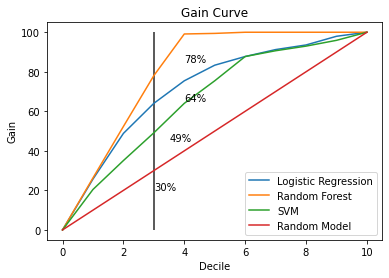 Gain Curve
100
80
60
40
20
0
Gain
78%
64%
49%
30%
Logistic Regression
Random Forest
SVM
Random Model
0 2 4 6 8 10
Decile